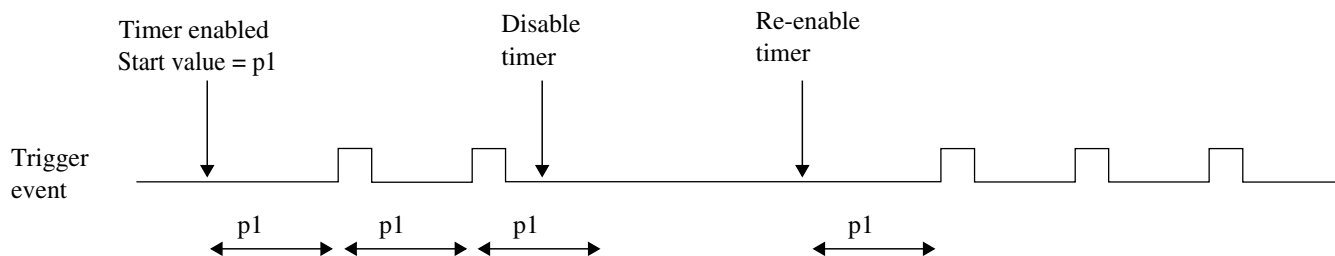 Timer enabled
Start value = p1
Disable
timer
Re-enable
timer
Trigger
event
p1
p1
p1
p1